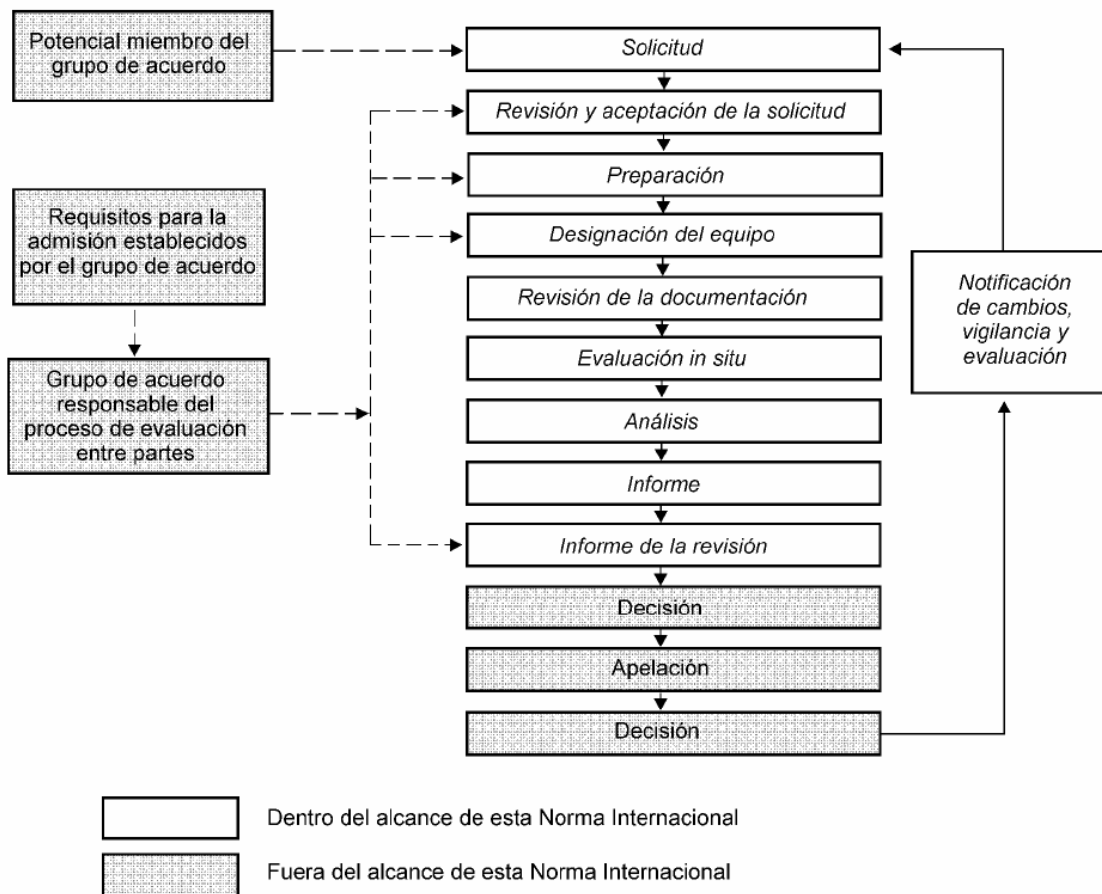 Potencial miembro del
grupo de acuerdo
Solicitud
Revisión y aceptación de la solicitud
Preparación
Requisitos para la
admisión establecidos
por el grupo de acuerdo
Designación del equipo
Revisión de la documentación
Notificación
de cambios,
vigilancia y
evaluación
Evaluación in situ
Grupo de acuerdo
responsable del
proceso de evaluación
entre partes
Análisis
Informe
Informe de la revisión
Decisión
Apelación
Decisión
Dentro del alcance de esta Norma Internacional
Fuera del alcance de esta Norma Internacional